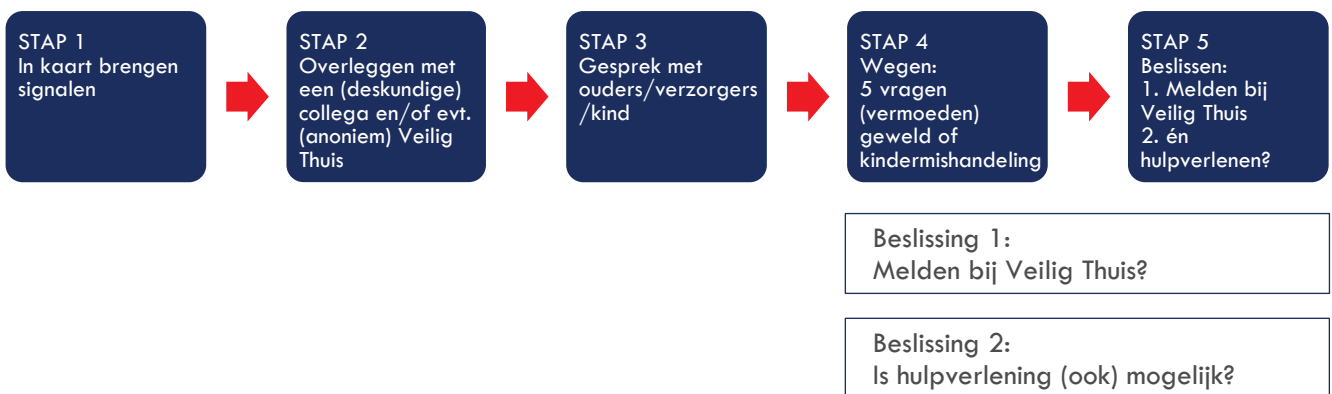 STAP 1
In kaart brengen
signalen
STAP 2
Overleggen met
een (deskundige)
collega en/of evt.
(anoniem) Veilig
Thuis
STAP 3
Gesprek met
ouders/verzorgers
/kind
STAP 4
Wegen:
5 vragen
(vermoeden)
geweld of
kindermishandeling
STAP 5
Beslissen:
1. Melden bij
Veilig Thuis
2. én
hulpverlenen?
Beslissing 1:
Melden bij Veilig Thuis?
Beslissing 2:
Is hulpverlening (ook) mogelijk?